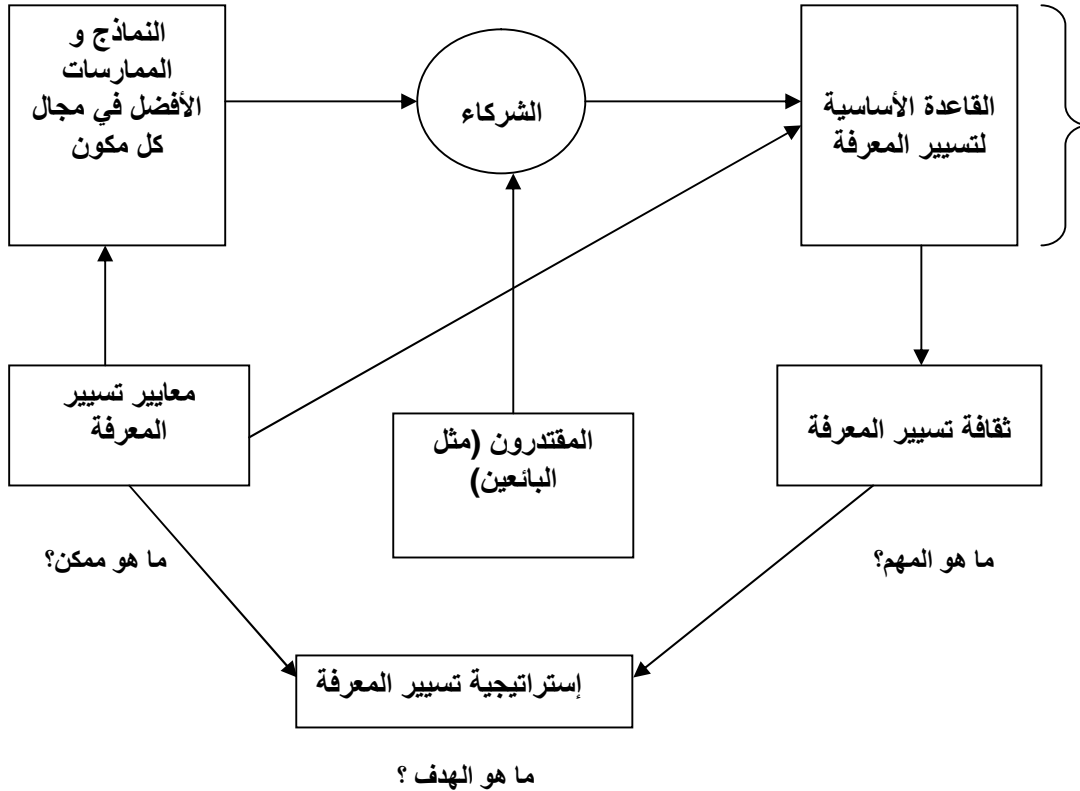 النماذج و
الممارسات
الأفضل في مجال
كل مكون
الشركاء
القاعدة الأساسية
لتسيير المعرفة
معايير تسيير
المعرفة
المقتدرون (مثل
البائعين)
ثقافة تسيير المعرفة
ما هو ممكن؟
ما هو المهم؟
إستراتيجية تسيير المعرفة
ما هو الهدف ؟